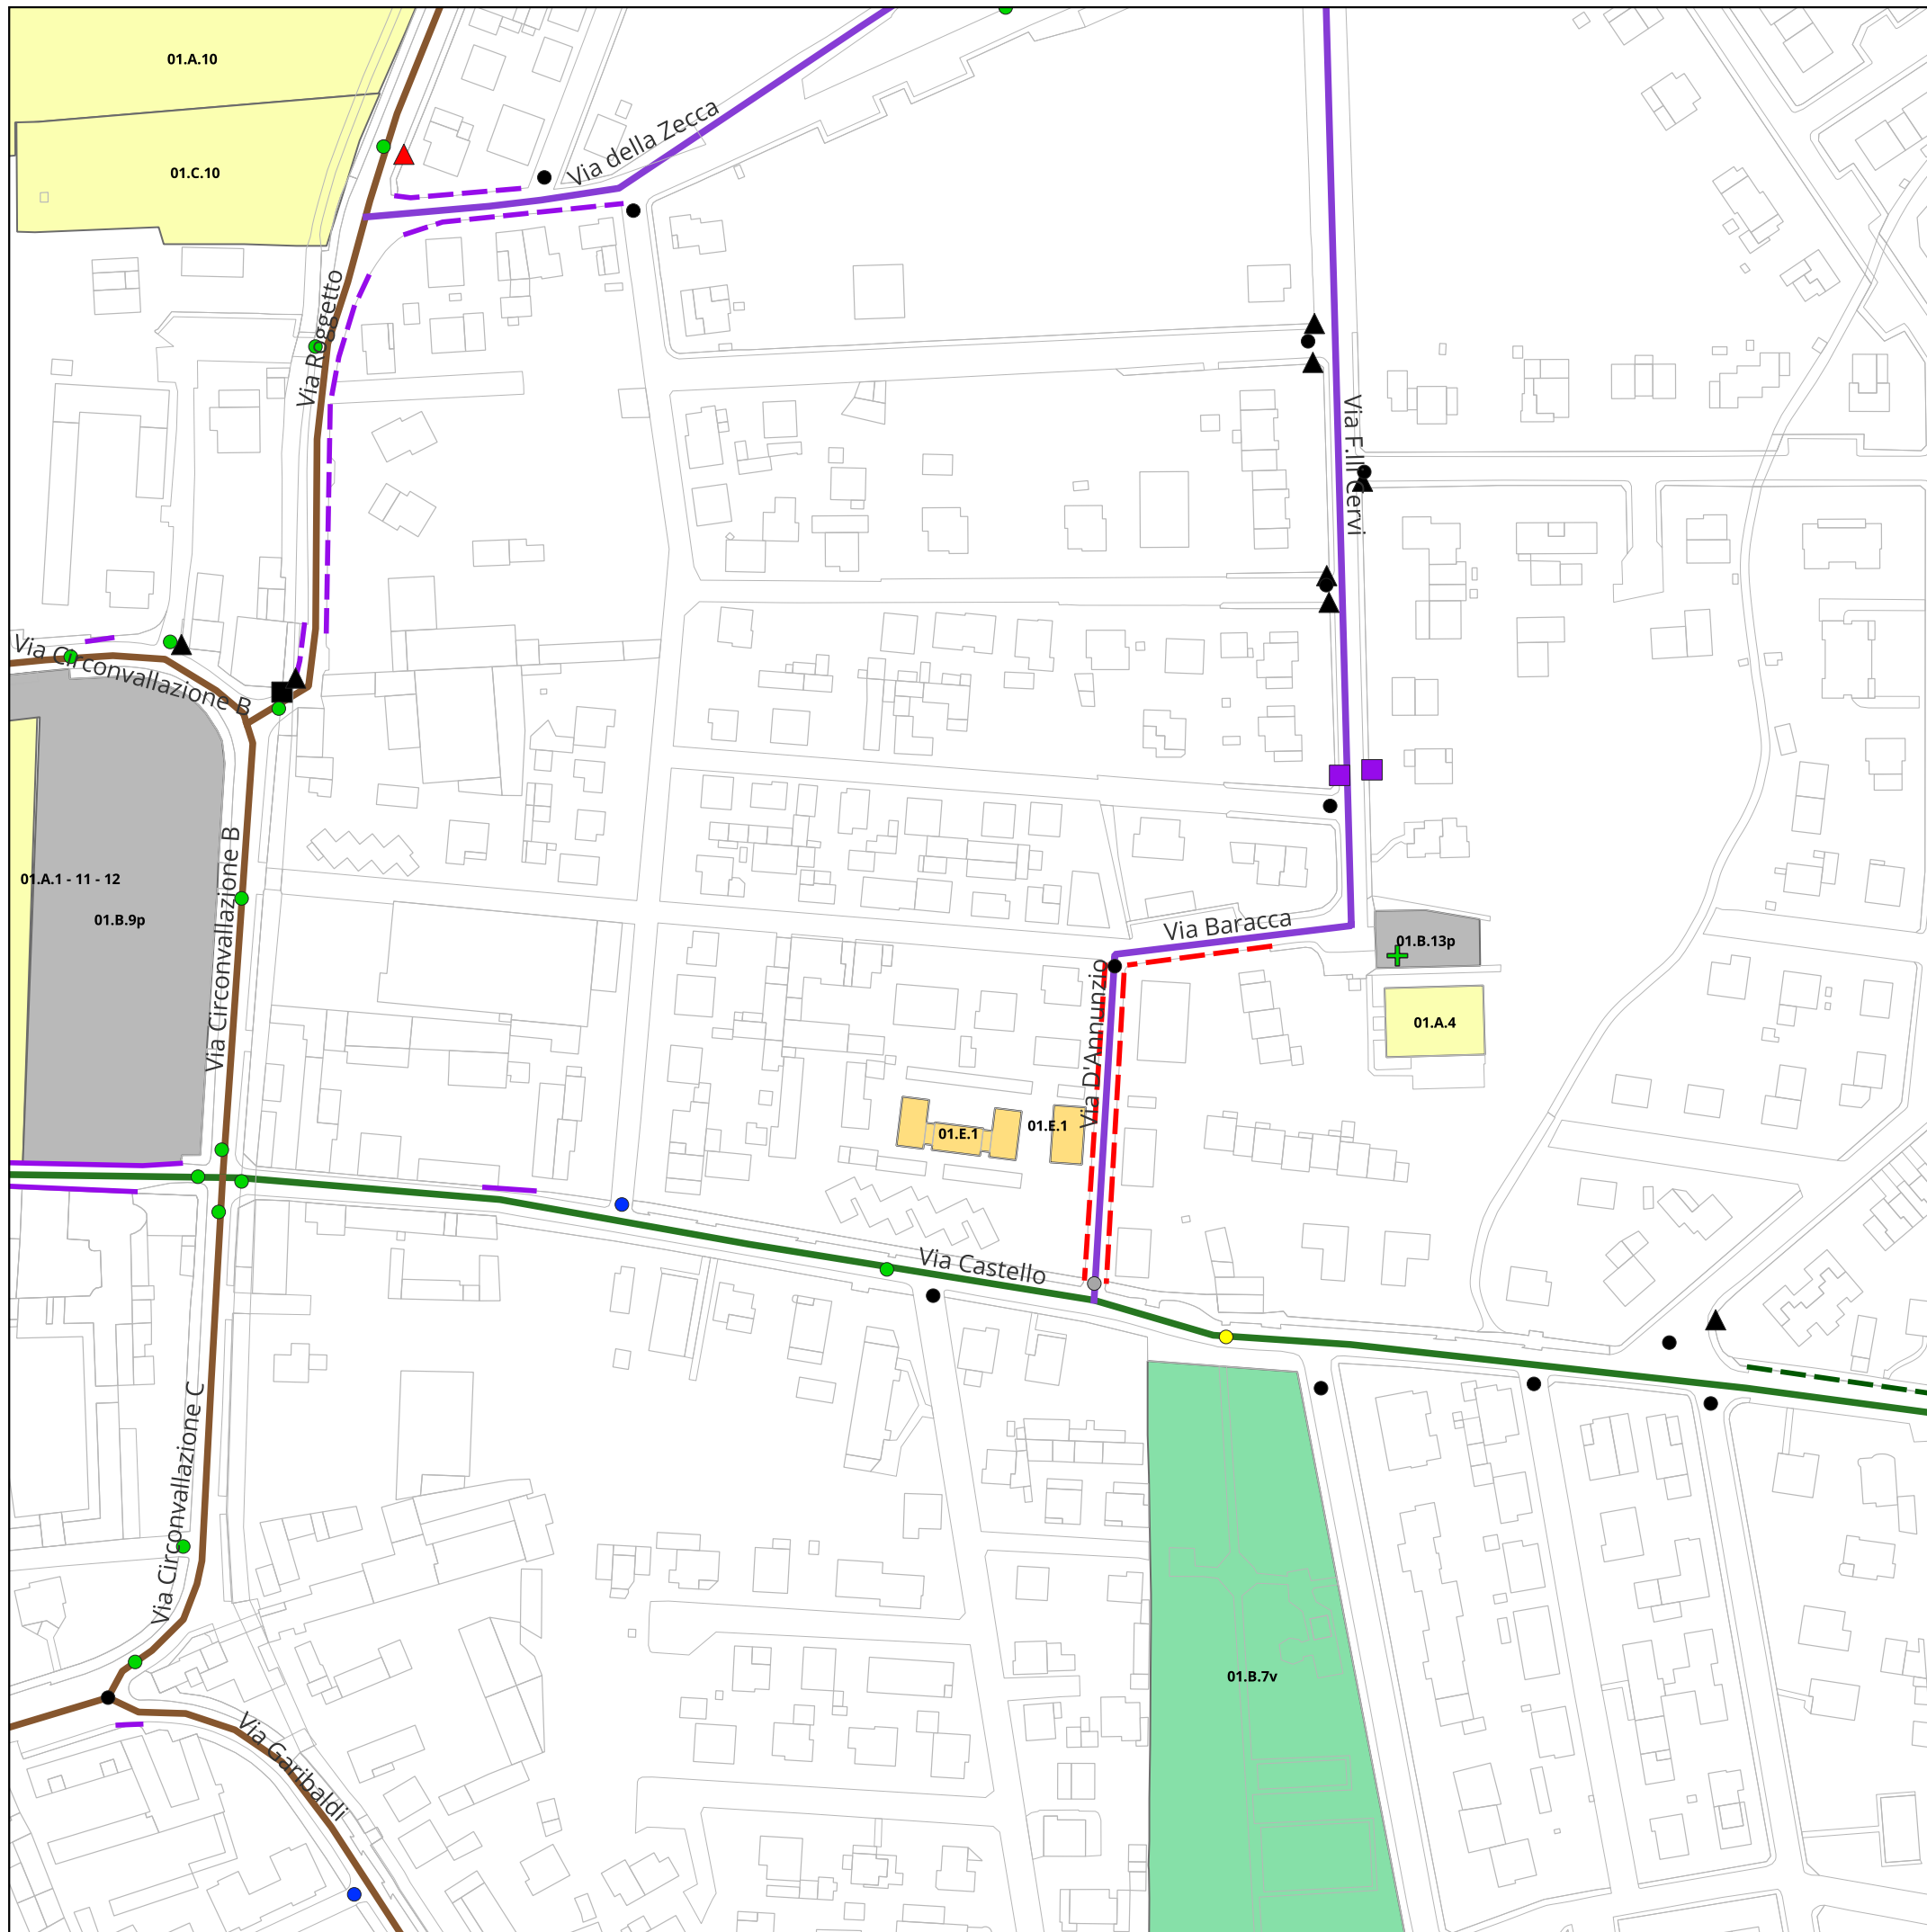 01.A.10
Via della Zecca
01.C.10
Via Roggetto
Via F.lli Cervi
Via Circonvallazione B
Via Circonvallazione B
01.A.1 - 11 - 12
01.B.9p
Via Baracca
01.B.13p
01.A.4
Via D'Annunzio
01.E.1
01.E.1
Via Castello
Via Circonvallazione C
01.B.7v
Via Garibaldi